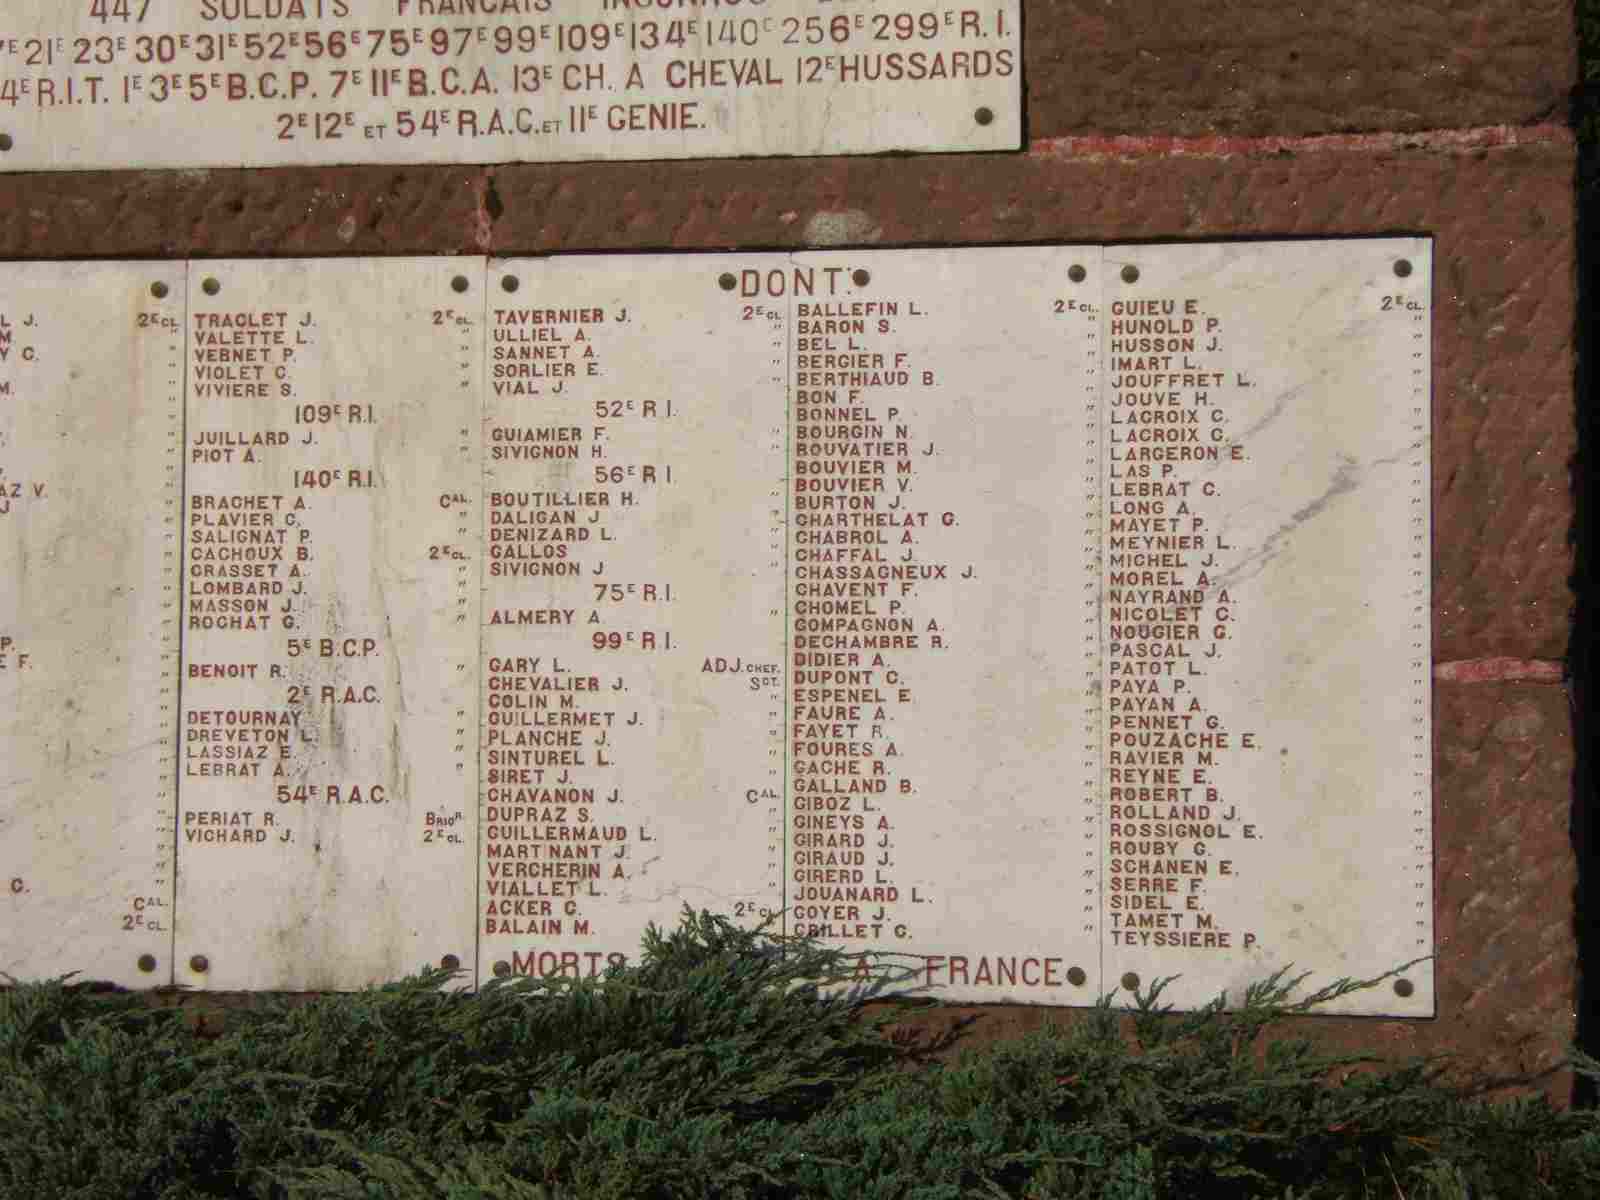 447 SOLDATS FRANCAIS
21E 23E 30E 31E 52E 56E 75E 97E 99E 109E 134E 140E 256E 299E R.I.
4E R.I.T. 1E 3E 5E B.C.P. 7E 11E B.C.A. 13E CH. A CHEVAL 12E HUSSARDS
2E 12E ET 54E R.A.C. ET 11E GENIE.
DONT:
L J. 2E CL.
M "
Y C. "
M. "
AZ V. "
J "
P. "
E F. "
C. "
CAL.
2E CL.
TRACLET J. 2E CL.
VALETTE L. "
VERNET P. "
VIOLET C. "
VIVIERE S. "
109E R.I.
JUILLARD J. "
PIOT A. "
140E R.I.
BRACHET A. CAL.
PLAVIER C. "
SALIGNAT P. "
CACHOUX B. 2E CL.
CRASSET A. "
LOMBARD J. "
MASSON J. "
ROCHAT G. "
5E B.C.P.
BENOIT R. "
2E R.A.C.
DETOURNAY "
DREVETON L. "
LASSIAZ E. "
LEBRAT A. "
54E R.A.C.
PERIAT R. BRIGR.
VICHARD J. 2E CL.
TAVERNIER J. 2E CL.
ULLIEL A. "
SANNET A. "
SORLIER E. "
VIAL J. "
52E R.I.
GUIAMIER F. "
SIVIGNON H. "
56E R.I.
BOUTILLIER H. "
DALIGAN J "
DENIZARD L. "
GALLOS "
SIVIGNON J "
75E R.I.
ALMERY A. "
99E R.I.
GARY L. ADJ. CHEF.
CHEVALIER J. SGT.
COLIN M. "
GUILLERMET J. "
PLANCHE J. "
SINTUREL L. "
SIRET J. "
CHAVANON J. CAL.
DUPRAZ S. "
GUILLERMAUD L. "
MARTINANT J. "
VERCHERIN A. "
VIALLET L. "
ACKER G. 2E CL.
BALAIN M.
BALLEFIN L. 2E CL.
BARON S. "
BEL L. "
BERGIER F. "
BERTHIAUD B. "
BON F. "
BONNEL P. "
BOURGIN N. "
BOUVATIER J. "
BOUVIER M. "
BOUVIER V. "
BURTON J. "
CHARTHELAT G. "
CHABROL A. "
CHAFFAL J. "
CHASSAGNEUX J. "
CHAVENT F. "
CHOMEL P. "
COMPAGNON A. "
DECHAMBRE R. "
DIDIER A. "
DUPONT C. "
ESPENEL E. "
FAURE A. "
FAYET R. "
FOURES A. "
GACHE R. "
GALLAND B. "
GIBOZ L. "
GINEYS A. "
GIRARD J. "
GIRAUD J. "
GIRERD L. "
JOUANARD L. "
GOYER J. "
GRILLET C. "
GUIEU E. 2E CL.
HUNOLD P. "
HUSSON J. "
IMART L. "
JOUFFRET L. "
JOUVE H. "
LACROIX C. "
LACROIX C. "
LARGERON E. "
LAS P. "
LEBRAT C. "
LONG A. "
MAYET P. "
MEYNIER L. "
MICHEL J. "
MOREL A. "
NAYRAND A. "
NICOLET C. "
NOUGIER G. "
PASCAL J. "
PATOT L. "
PAYA P. "
PAYAN A. "
PENNET G. "
POUZACHE E. "
RAVIER M. "
REYNE E. "
ROBERT B. "
ROLLAND J. "
ROSSIGNOL E. "
ROUBY G. "
SCHANEN E. "
SERRE F. "
SIDEL E. "
TAMET M. "
TEYSSIERE P. "
MORTS A FRANCE